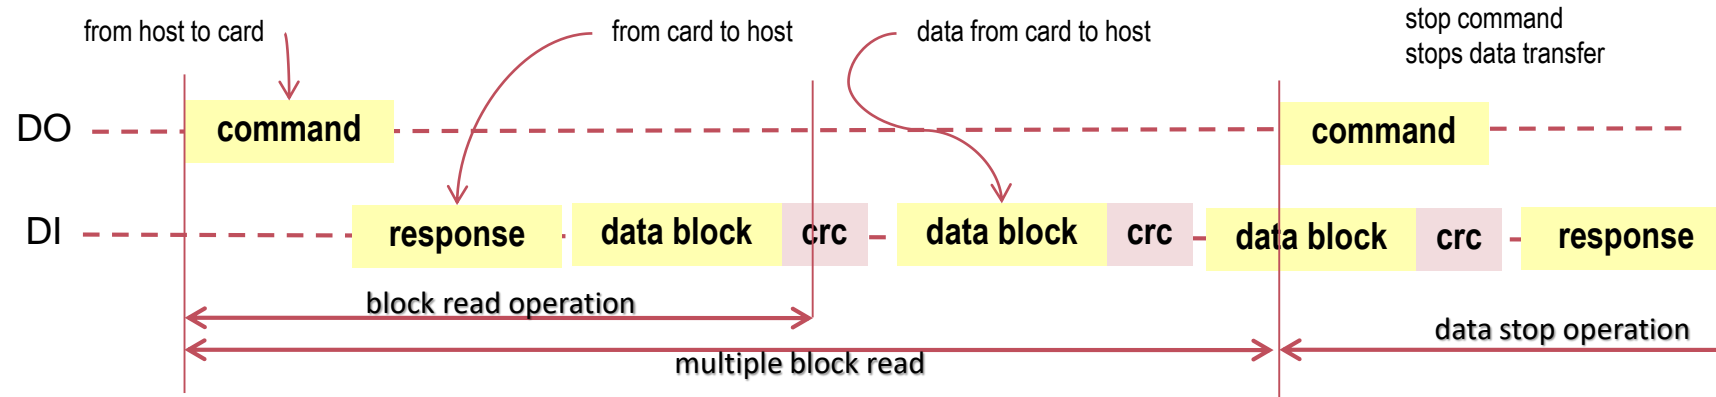 from host to card
from card to host
data from card to host
stop command
stops data transfer
DO
command
command
DI
response
data block
crc
data block
crc
data block
crc
response
block read operation
data stop operation
multiple block read